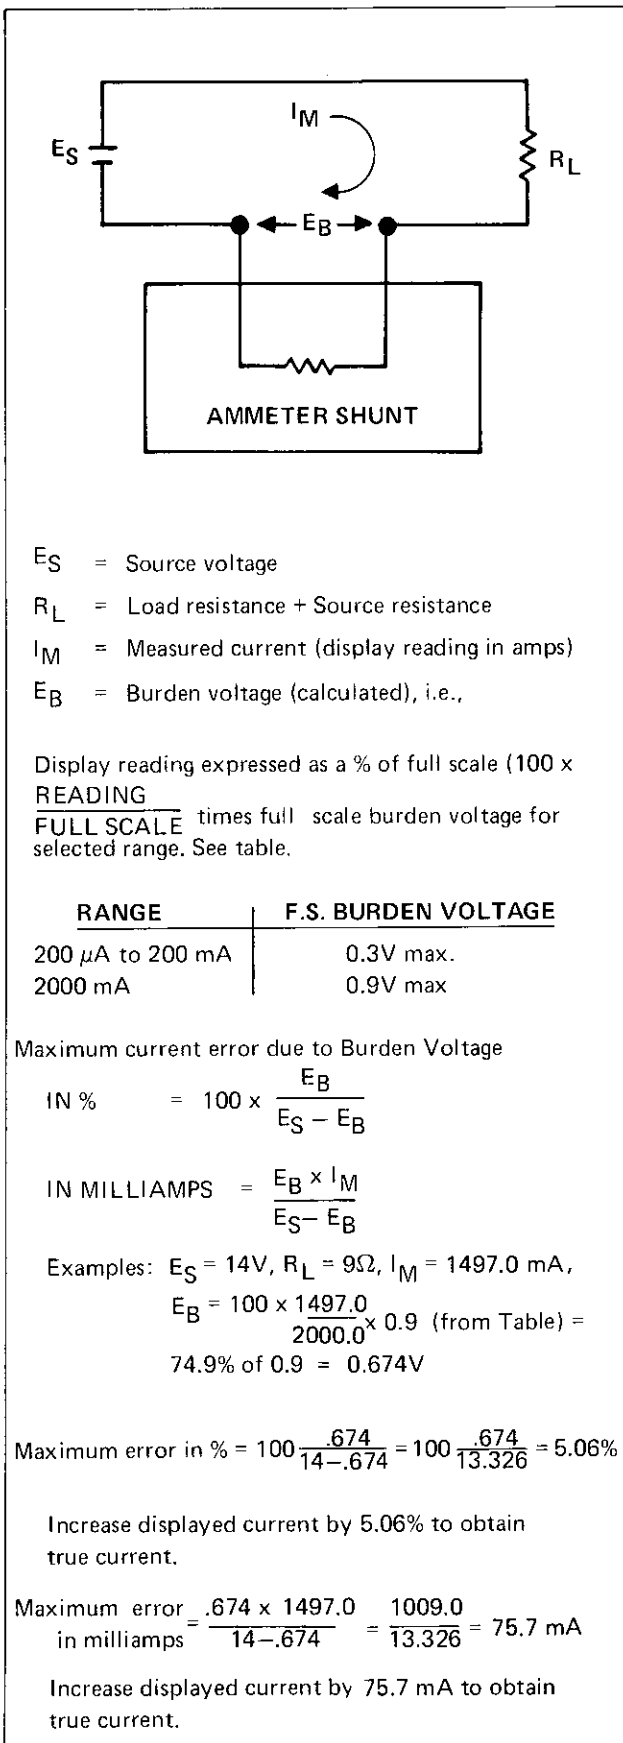 I_M
E_S
R_L
E_B
AMMETER SHUNT
E_S = Source voltage
R_L = Load resistance + Source resistance
I_M = Measured current (display reading in amps)
E_B = Burden voltage (calculated), i.e.,
Display reading expressed as a % of full scale (100 x
READING
FULL SCALE times full scale burden voltage for
selected range. See table.
RANGE F.S. BURDEN VOLTAGE
200 μA to 200 mA 0.3V max.
2000 mA 0.9V max
Maximum current error due to Burden Voltage
IN % = 100 x E_B / E_S – E_B
IN MILLIAMPS = E_B x I_M / E_S – E_B
Examples: E_S = 14V, R_L = 9Ω, I_M = 1497.0 mA,
E_B = 100 x 1497.0 / 2000.0 x 0.9 (from Table) =
74.9% of 0.9 = 0.674V
Maximum error in % = 100 .674 / 14–.674 = 100 .674 / 13.326 = 5.06%
Increase displayed current by 5.06% to obtain
true current.
Maximum error in milliamps = .674 x 1497.0 / 14–.674 = 1009.0 / 13.326 = 75.7 mA
Increase displayed current by 75.7 mA to obtain
true current.